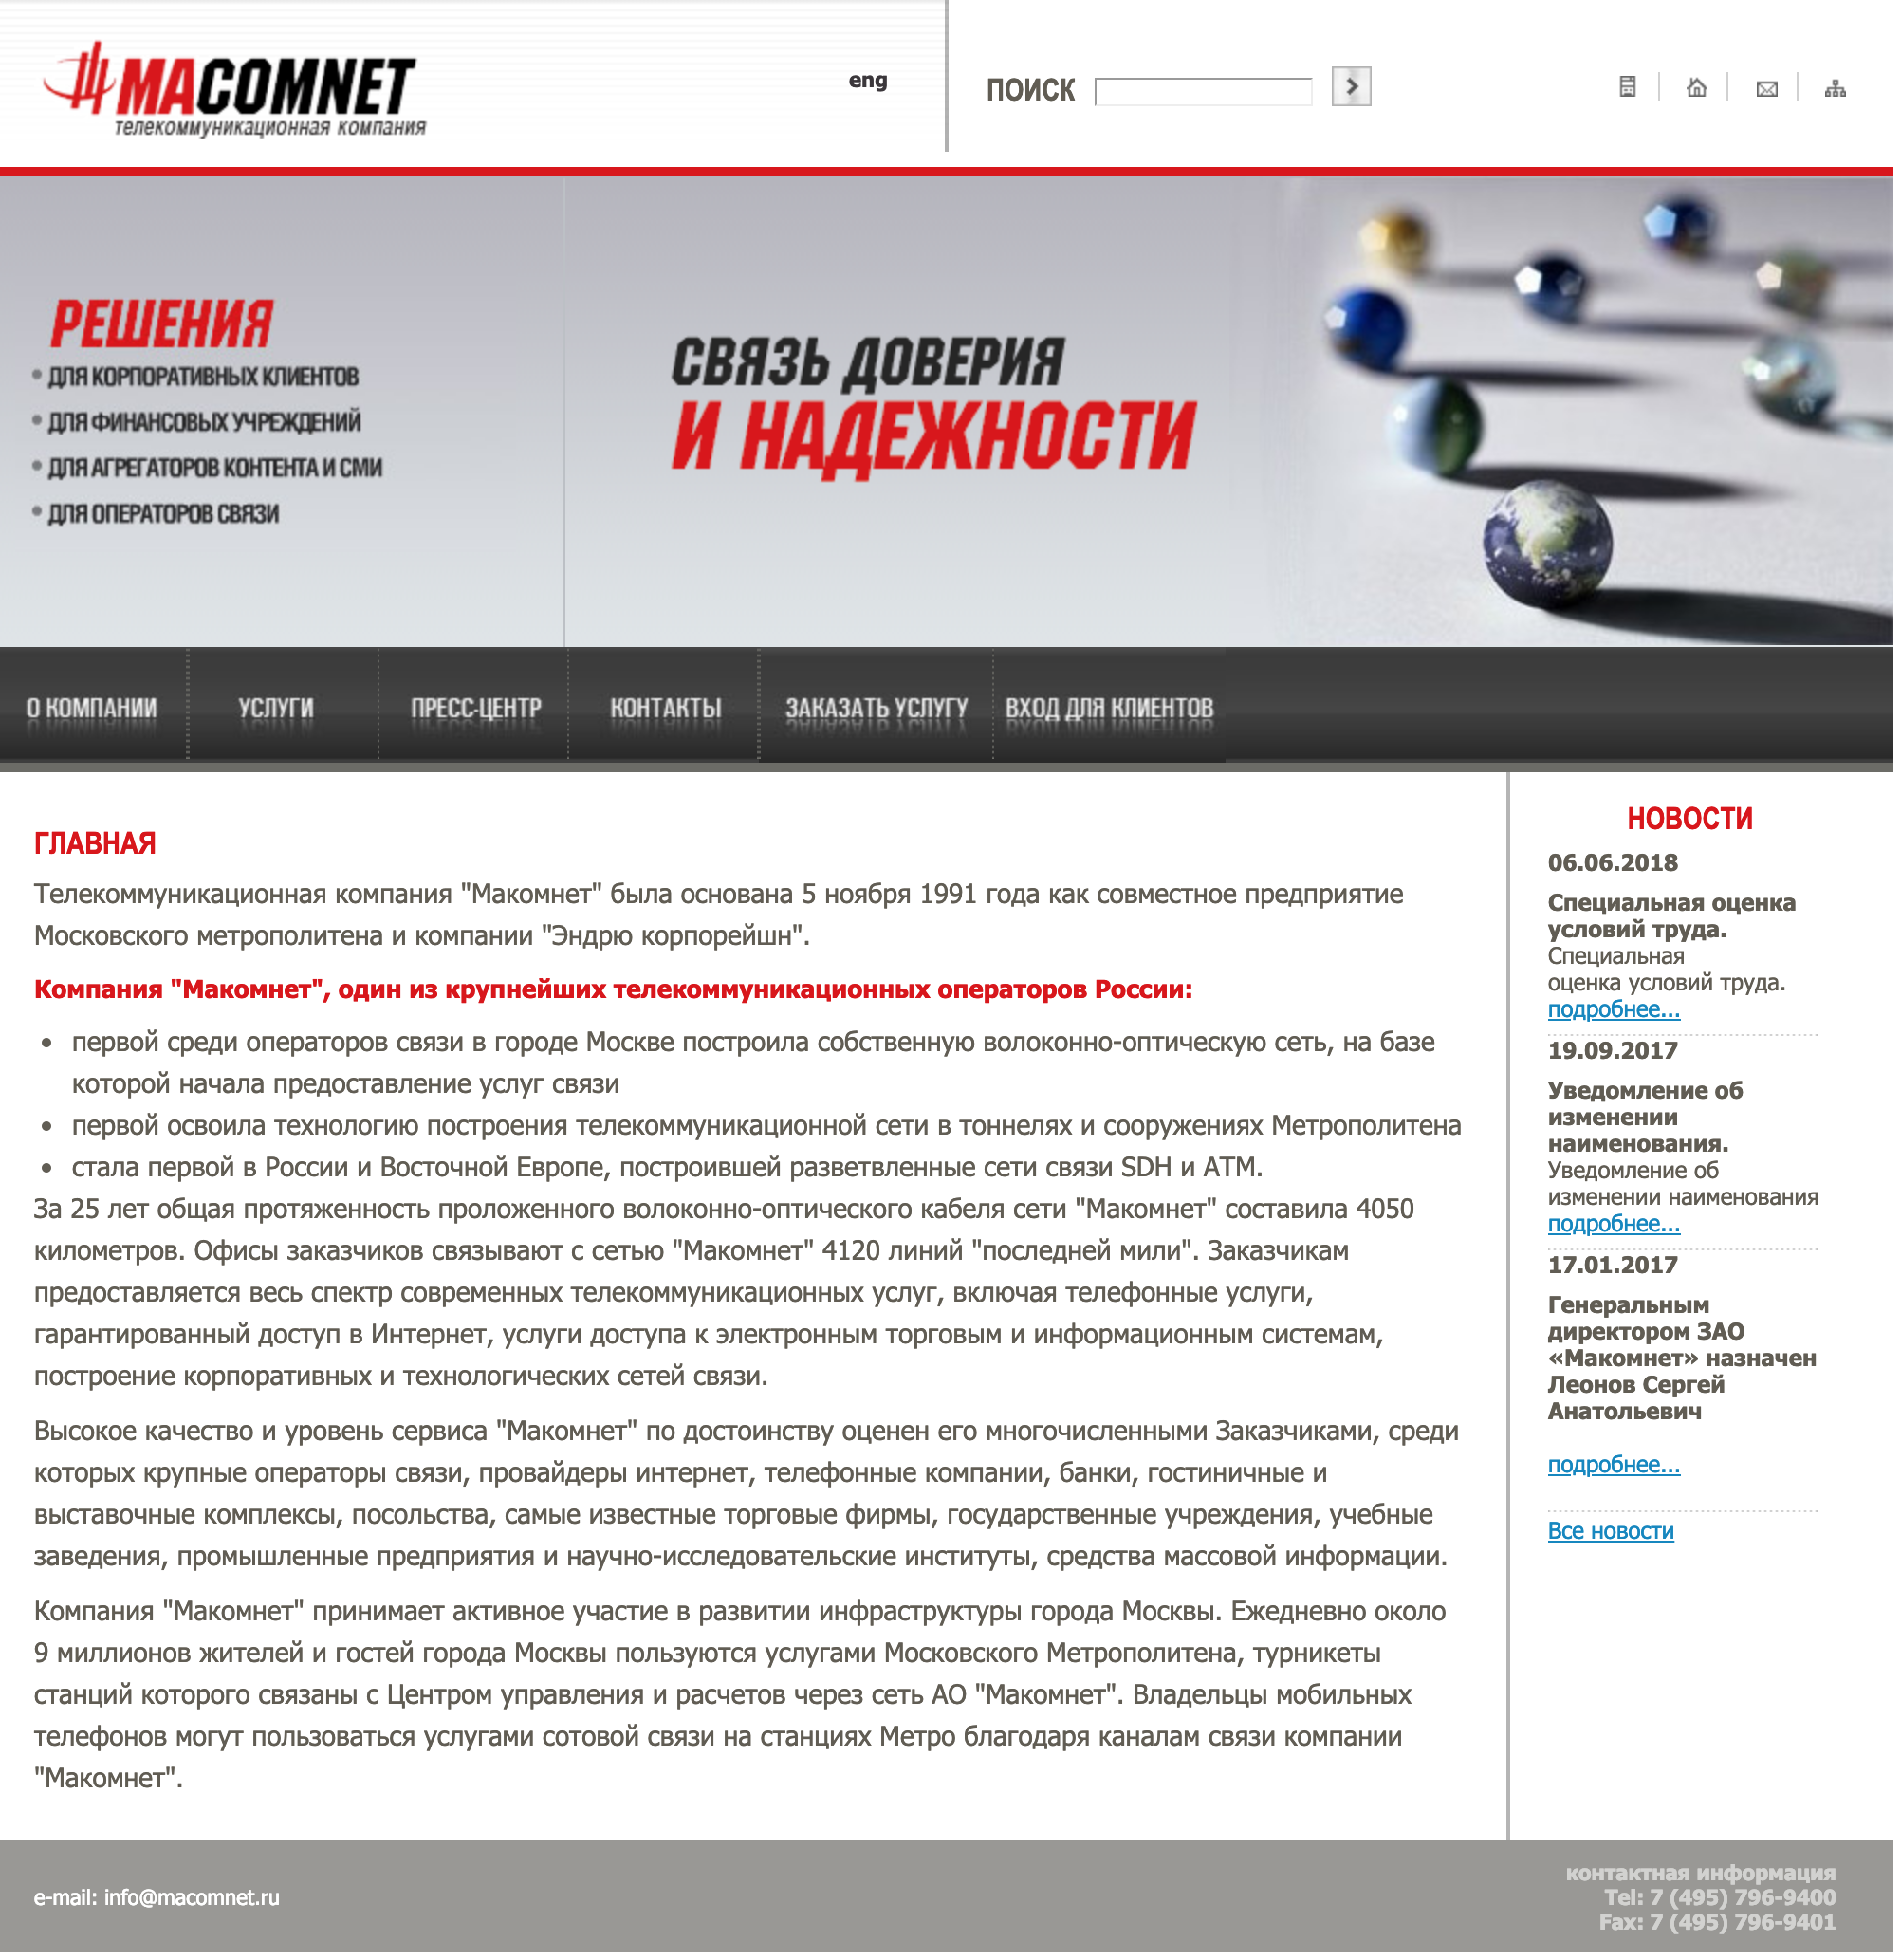 MACOMNET
телекоммуникационная компания
eng
ПОИСК
РЕШЕНИЯ
• ДЛЯ КОРПОРАТИВНЫХ КЛИЕНТОВ
• ДЛЯ ФИНАНСОВЫХ УЧРЕЖДЕНИЙ
• ДЛЯ АГРЕГАТОРОВ КОНТЕНТА И СМИ
• ДЛЯ ОПЕРАТОРОВ СВЯЗИ
СВЯЗЬ ДОВЕРИЯ
И НАДЕЖНОСТИ
О КОМПАНИИ
УСЛУГИ
ПРЕСС-ЦЕНТР
КОНТАКТЫ
ЗАКАЗАТЬ УСЛУГУ
ВХОД ДЛЯ КЛИЕНТОВ
ГЛАВНАЯ
Телекоммуникационная компания "Макомнет" была основана 5 ноября 1991 года как совместное предприятие
Московского метрополитена и компании "Эндрю корпорейшн".
Компания "Макомнет", один из крупнейших телекоммуникационных операторов России:
• первой среди операторов связи в городе Москве построила собственную волоконно-оптическую сеть, на базе
которой начала предоставление услуг связи
• первой освоила технологию построения телекоммуникационной сети в тоннелях и сооружениях Метрополитена
• стала первой в России и Восточной Европе, построившей разветвленные сети связи SDH и ATM.
За 25 лет общая протяженность проложенного волоконно-оптического кабеля сети "Макомнет" составила 4050
километров. Офисы заказчиков связывают с сетью "Макомнет" 4120 линий "последней мили". Заказчикам
предоставляется весь спектр современных телекоммуникационных услуг, включая телефонные услуги,
гарантированный доступ в Интернет, услуги доступа к электронным торговым и информационным системам,
построение корпоративных и технологических сетей связи.
Высокое качество и уровень сервиса "Макомнет" по достоинству оценен его многочисленными Заказчиками, среди
которых крупные операторы связи, провайдеры интернет, телефонные компании, банки, гостиничные и
выставочные комплексы, посольства, самые известные торговые фирмы, государственные учреждения, учебные
заведения, промышленные предприятия и научно-исследовательские институты, средства массовой информации.
Компания "Макомнет" принимает активное участие в развитии инфраструктуры города Москвы. Ежедневно около
9 миллионов жителей и гостей города Москвы пользуются услугами Московского Метрополитена, турникеты
станций которого связаны с Центром управления и расчетов через сеть АО "Макомнет". Владельцы мобильных
телефонов могут пользоваться услугами сотовой связи на станциях Метро благодаря каналам связи компании
"Макомнет".
НОВОСТИ
06.06.2018
Специальная оценка
условий труда.
Специальная
оценка условий труда.
подробнее...
19.09.2017
Уведомление об
изменении
наименования.
Уведомление об
изменении наименования
подробнее...
17.01.2017
Генеральным
директором ЗАО
«Макомнет» назначен
Леонов Сергей
Анатольевич
подробнее...
Все новости
e-mail: info@macomnet.ru
контактная информация
Tel: 7 (495) 796-9400
Fax: 7 (495) 796-9401